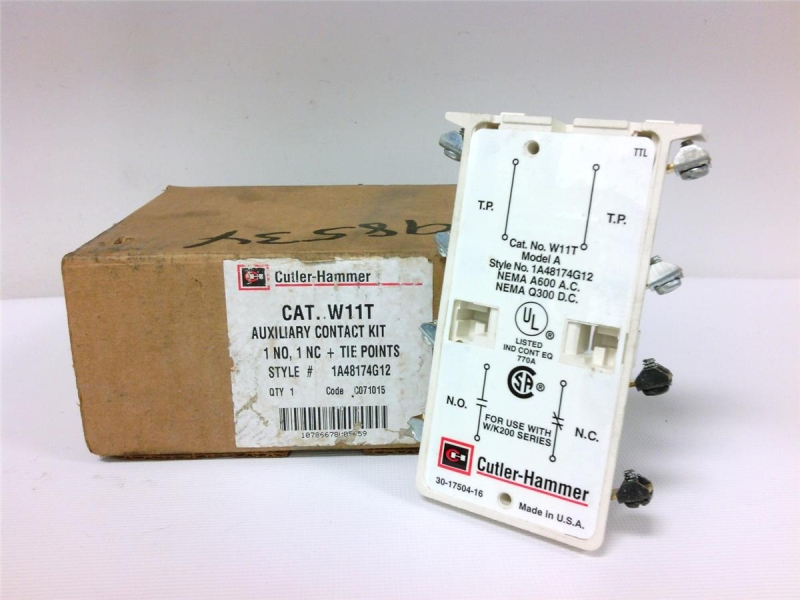 98534
Cutler-Hammer
CAT.. W11T
AUXILIARY CONTACT KIT
1 NO, 1 NC + TIE POINTS
STYLE # 1A48174G12
QTY 1 Code C071015
TTL
T.P. T.P.
Cat. No. W11T
Model A
Style No. 1A48174G12
NEMA A600 A.C.
NEMA Q300 D.C.
UL ®
LISTED
IND CONT EQ
770A
SA ®
N.O. N.C.
FOR USE WITH
W/K200 SERIES
Cutler-Hammer
30-17504-16 Made in U.S.A.